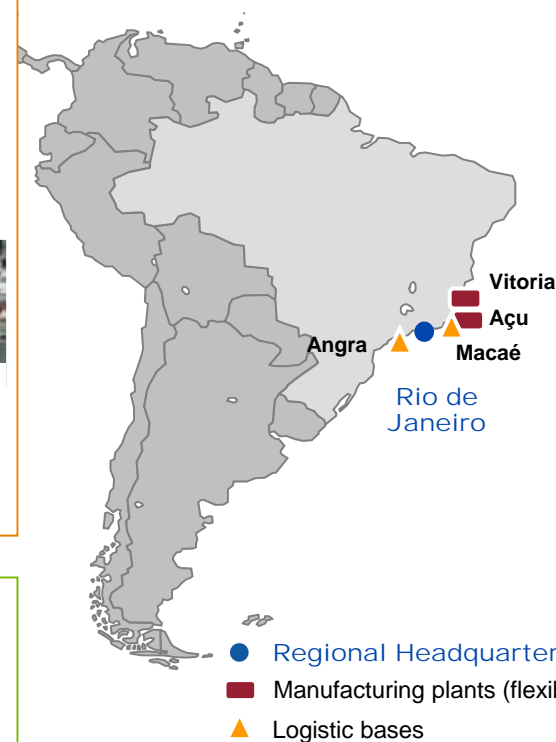 Vitoria
Açu
Angra
Macaé
Rio de
Janeiro
Regional Headquarter
Manufacturing plants (flexil
Logistic bases